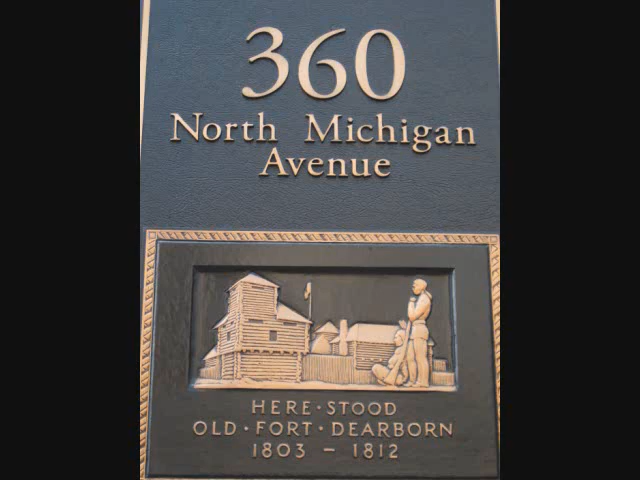 360
North Michigan
Avenue
HERE·STOOD
OLD·FORT·DEARBORN
1803 – 1812